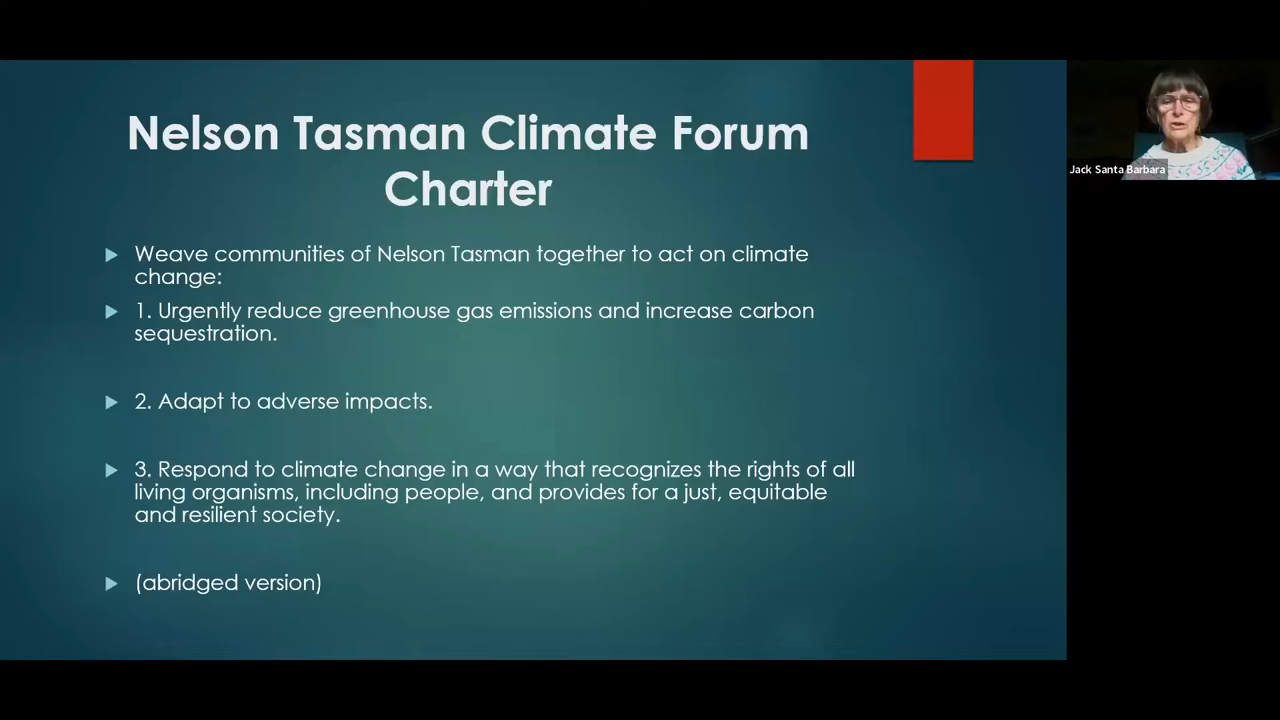 Nelson Tasman Climate Forum
Charter
Weave communities of Nelson Tasman together to act on climate
change:
1. Urgently reduce greenhouse gas emissions and increase carbon
sequestration.
2. Adapt to adverse impacts.
3. Respond to climate change in a way that recognizes the rights of all
living organisms, including people, and provides for a just, equitable
and resilient society.
(abridged version)
Jack Santa Barbara